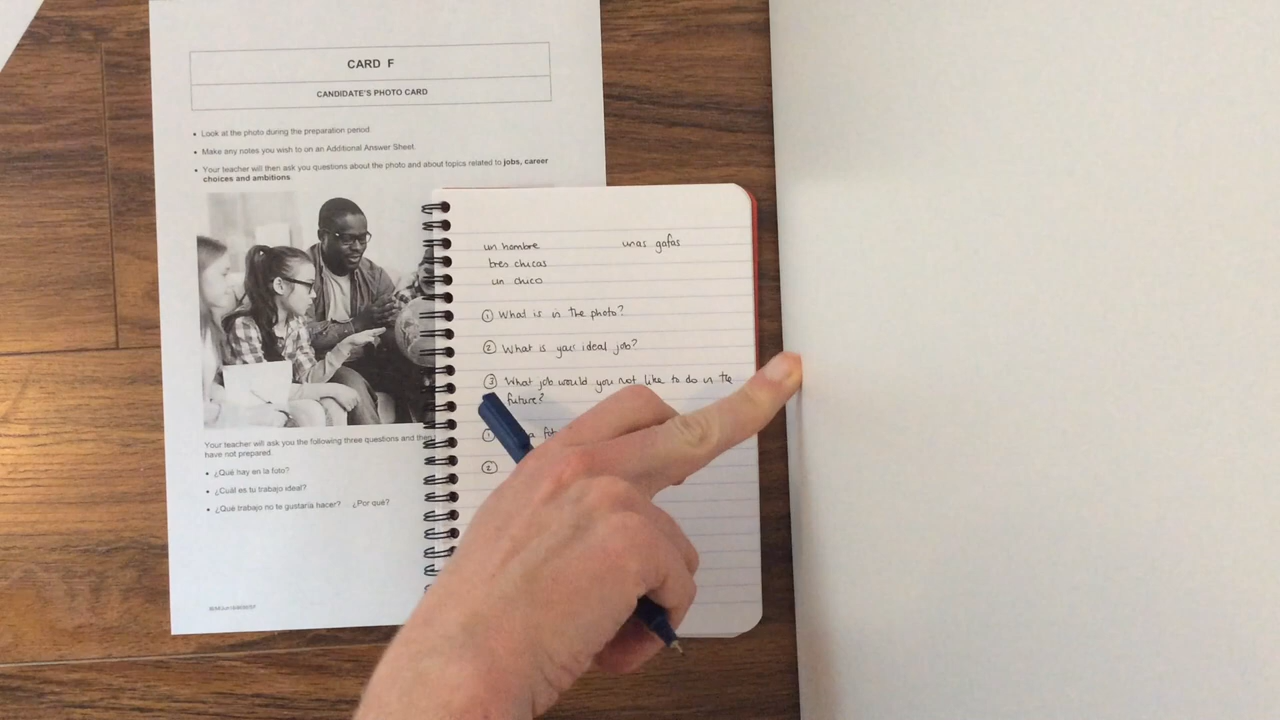 CARD F
CANDIDATE'S PHOTO CARD
• Look at the photo during the preparation period.
• Make any notes you wish to on an Additional Answer Sheet.
• Your teacher will then ask you questions about the photo and about topics related to jobs, career
choices and ambitions.
Your teacher will ask you the following three questions and then
have not prepared.
• ¿Qué hay en la foto?
• ¿Cuál es tu trabajo ideal?
• ¿Qué trabajo no te gustaría hacer? ¿Por qué?
un hombre unas gafas
tres chicas
un chico
① What is in the photo?
② What is your ideal job?
③ What job would you not like to do in the
future?
①
②